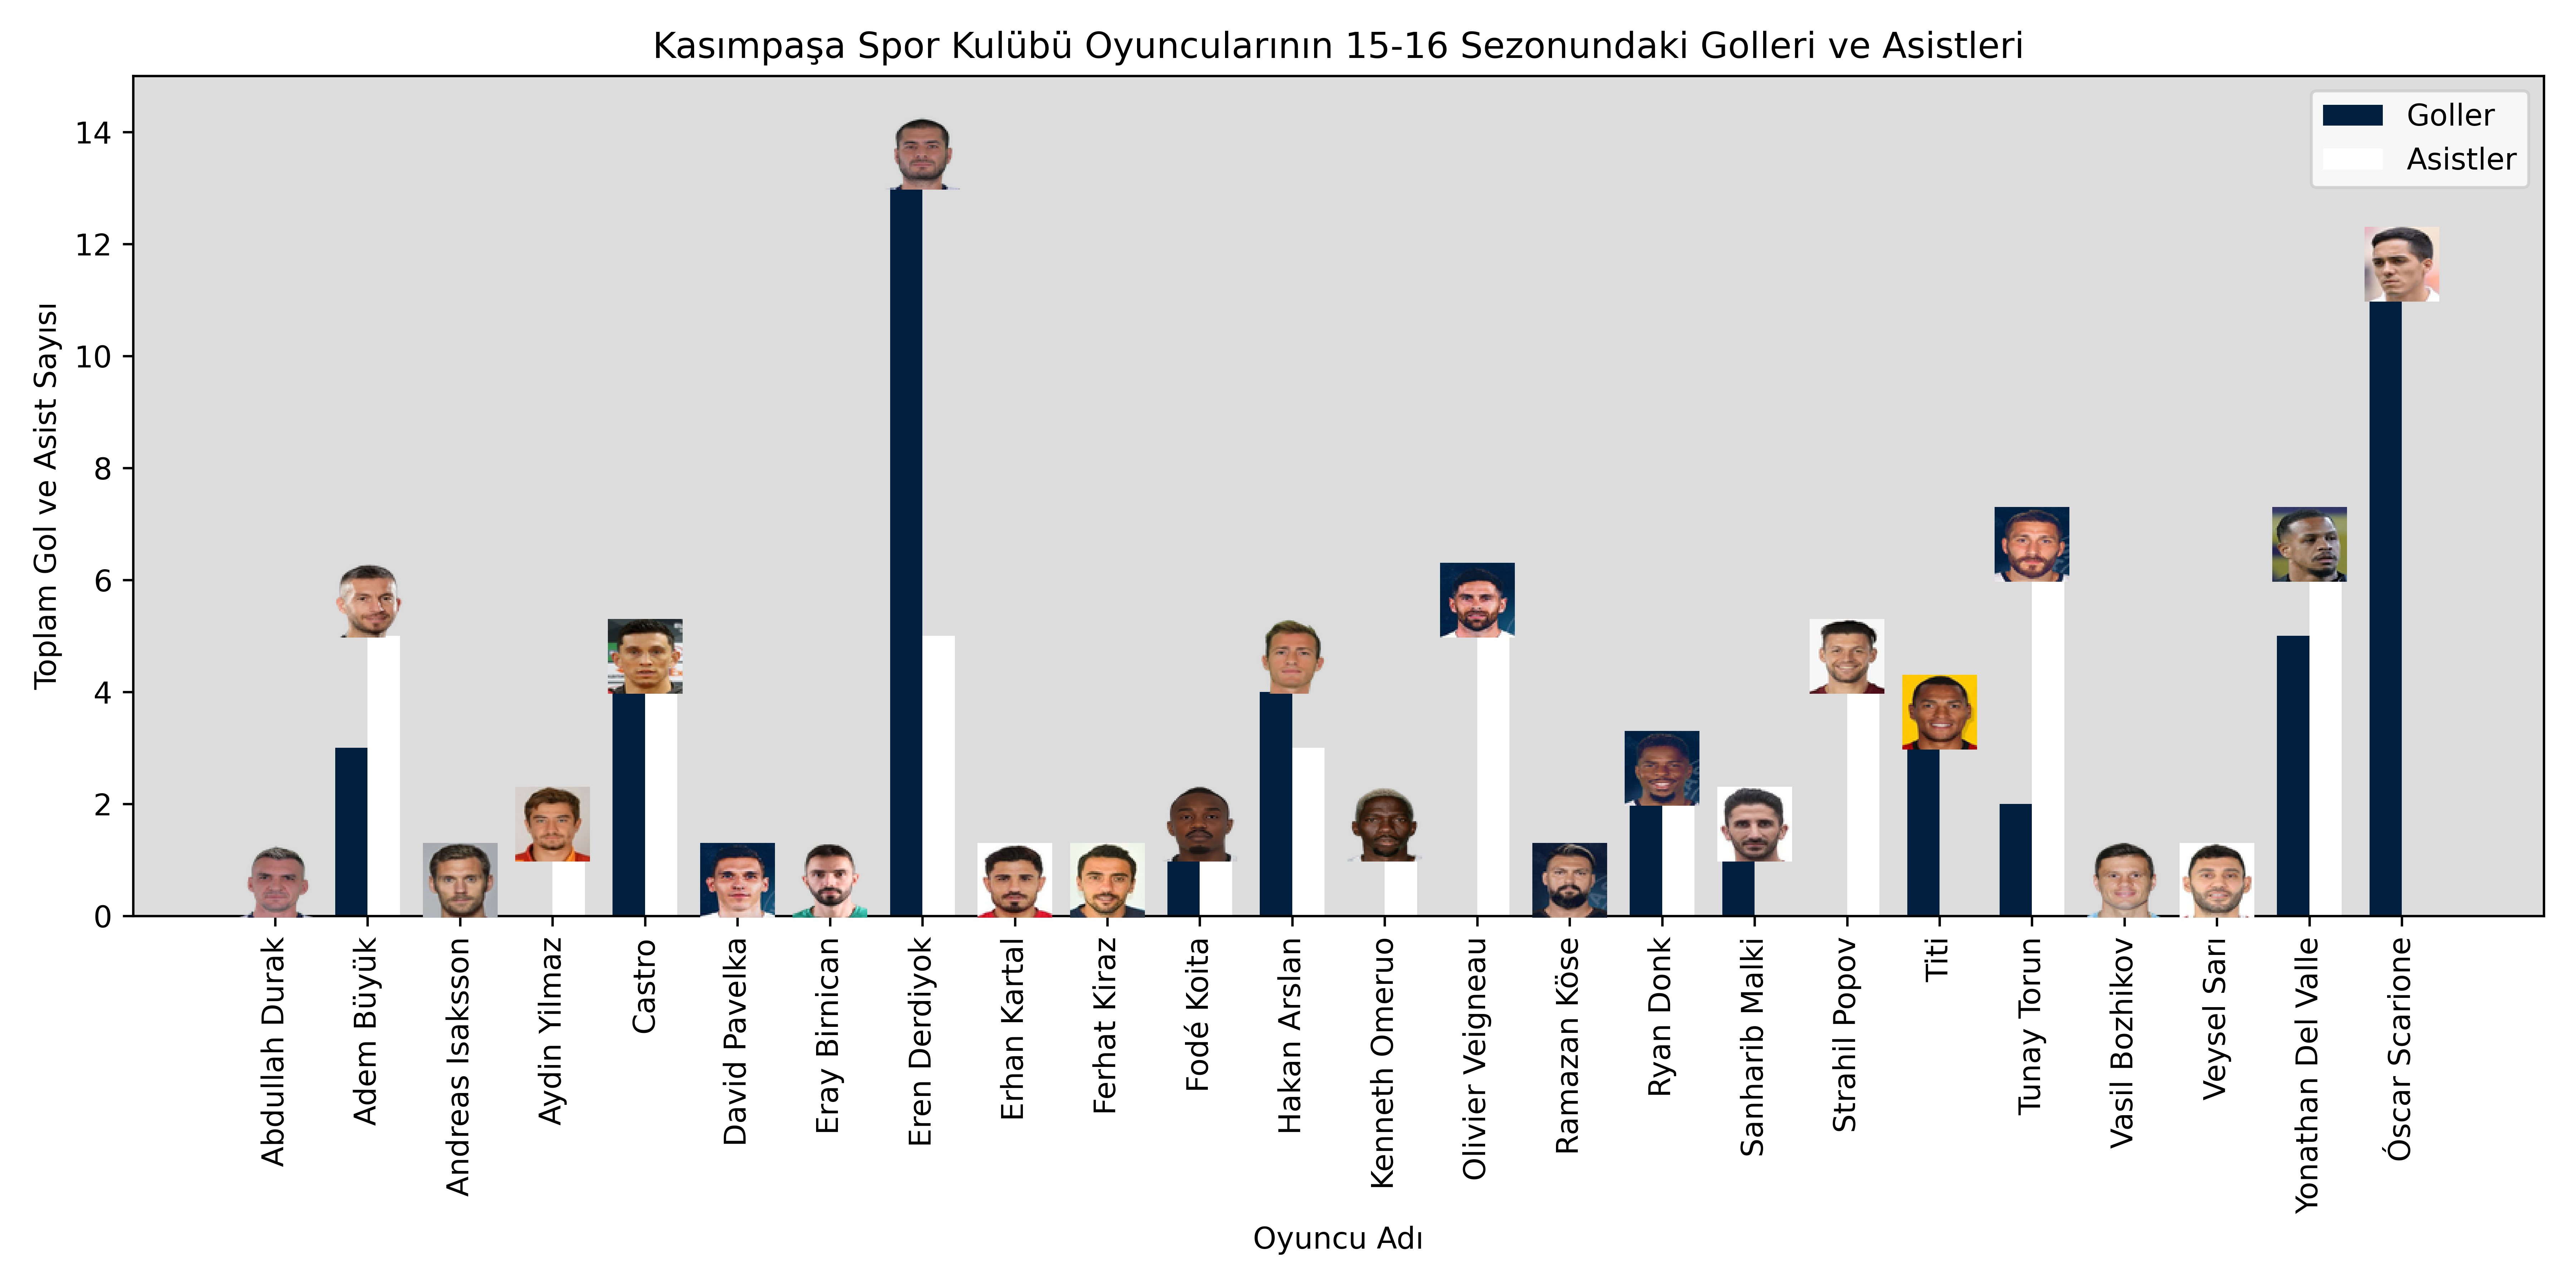 Kasımpaşa Spor Kulübü Oyuncularının 15-16 Sezonundaki Golleri ve Asistleri
Goller
Asistler
Toplam Gol ve Asist Sayısı
14
12
10
8
6
4
2
0
Abdullah Durak
Adem Büyük
Andreas Isaksson
Aydin Yilmaz
Castro
David Pavelka
Eray Birnican
Eren Derdiyok
Erhan Kartal
Ferhat Kiraz
Fodé Koita
Hakan Arslan
Kenneth Omeruo
Olivier Veigneau
Ramazan Köse
Ryan Donk
Sanharib Malki
Strahil Popov
Titi
Tunay Torun
Vasil Bozhikov
Veysel Sarı
Yonathan Del Valle
Óscar Scarione
Oyuncu Adı